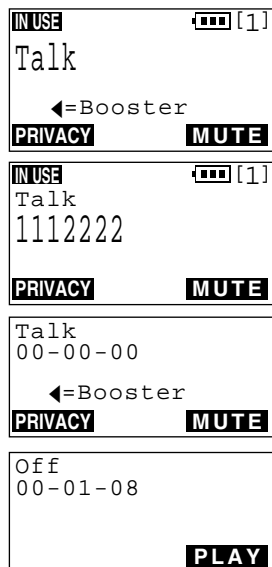 IN USE [1]
Talk
◀=Booster
PRIVACY MUTE
IN USE [1]
Talk
1112222
PRIVACY MUTE
Talk
00-00-00
◀=Booster
PRIVACY MUTE
Off
00-01-08
PLAY